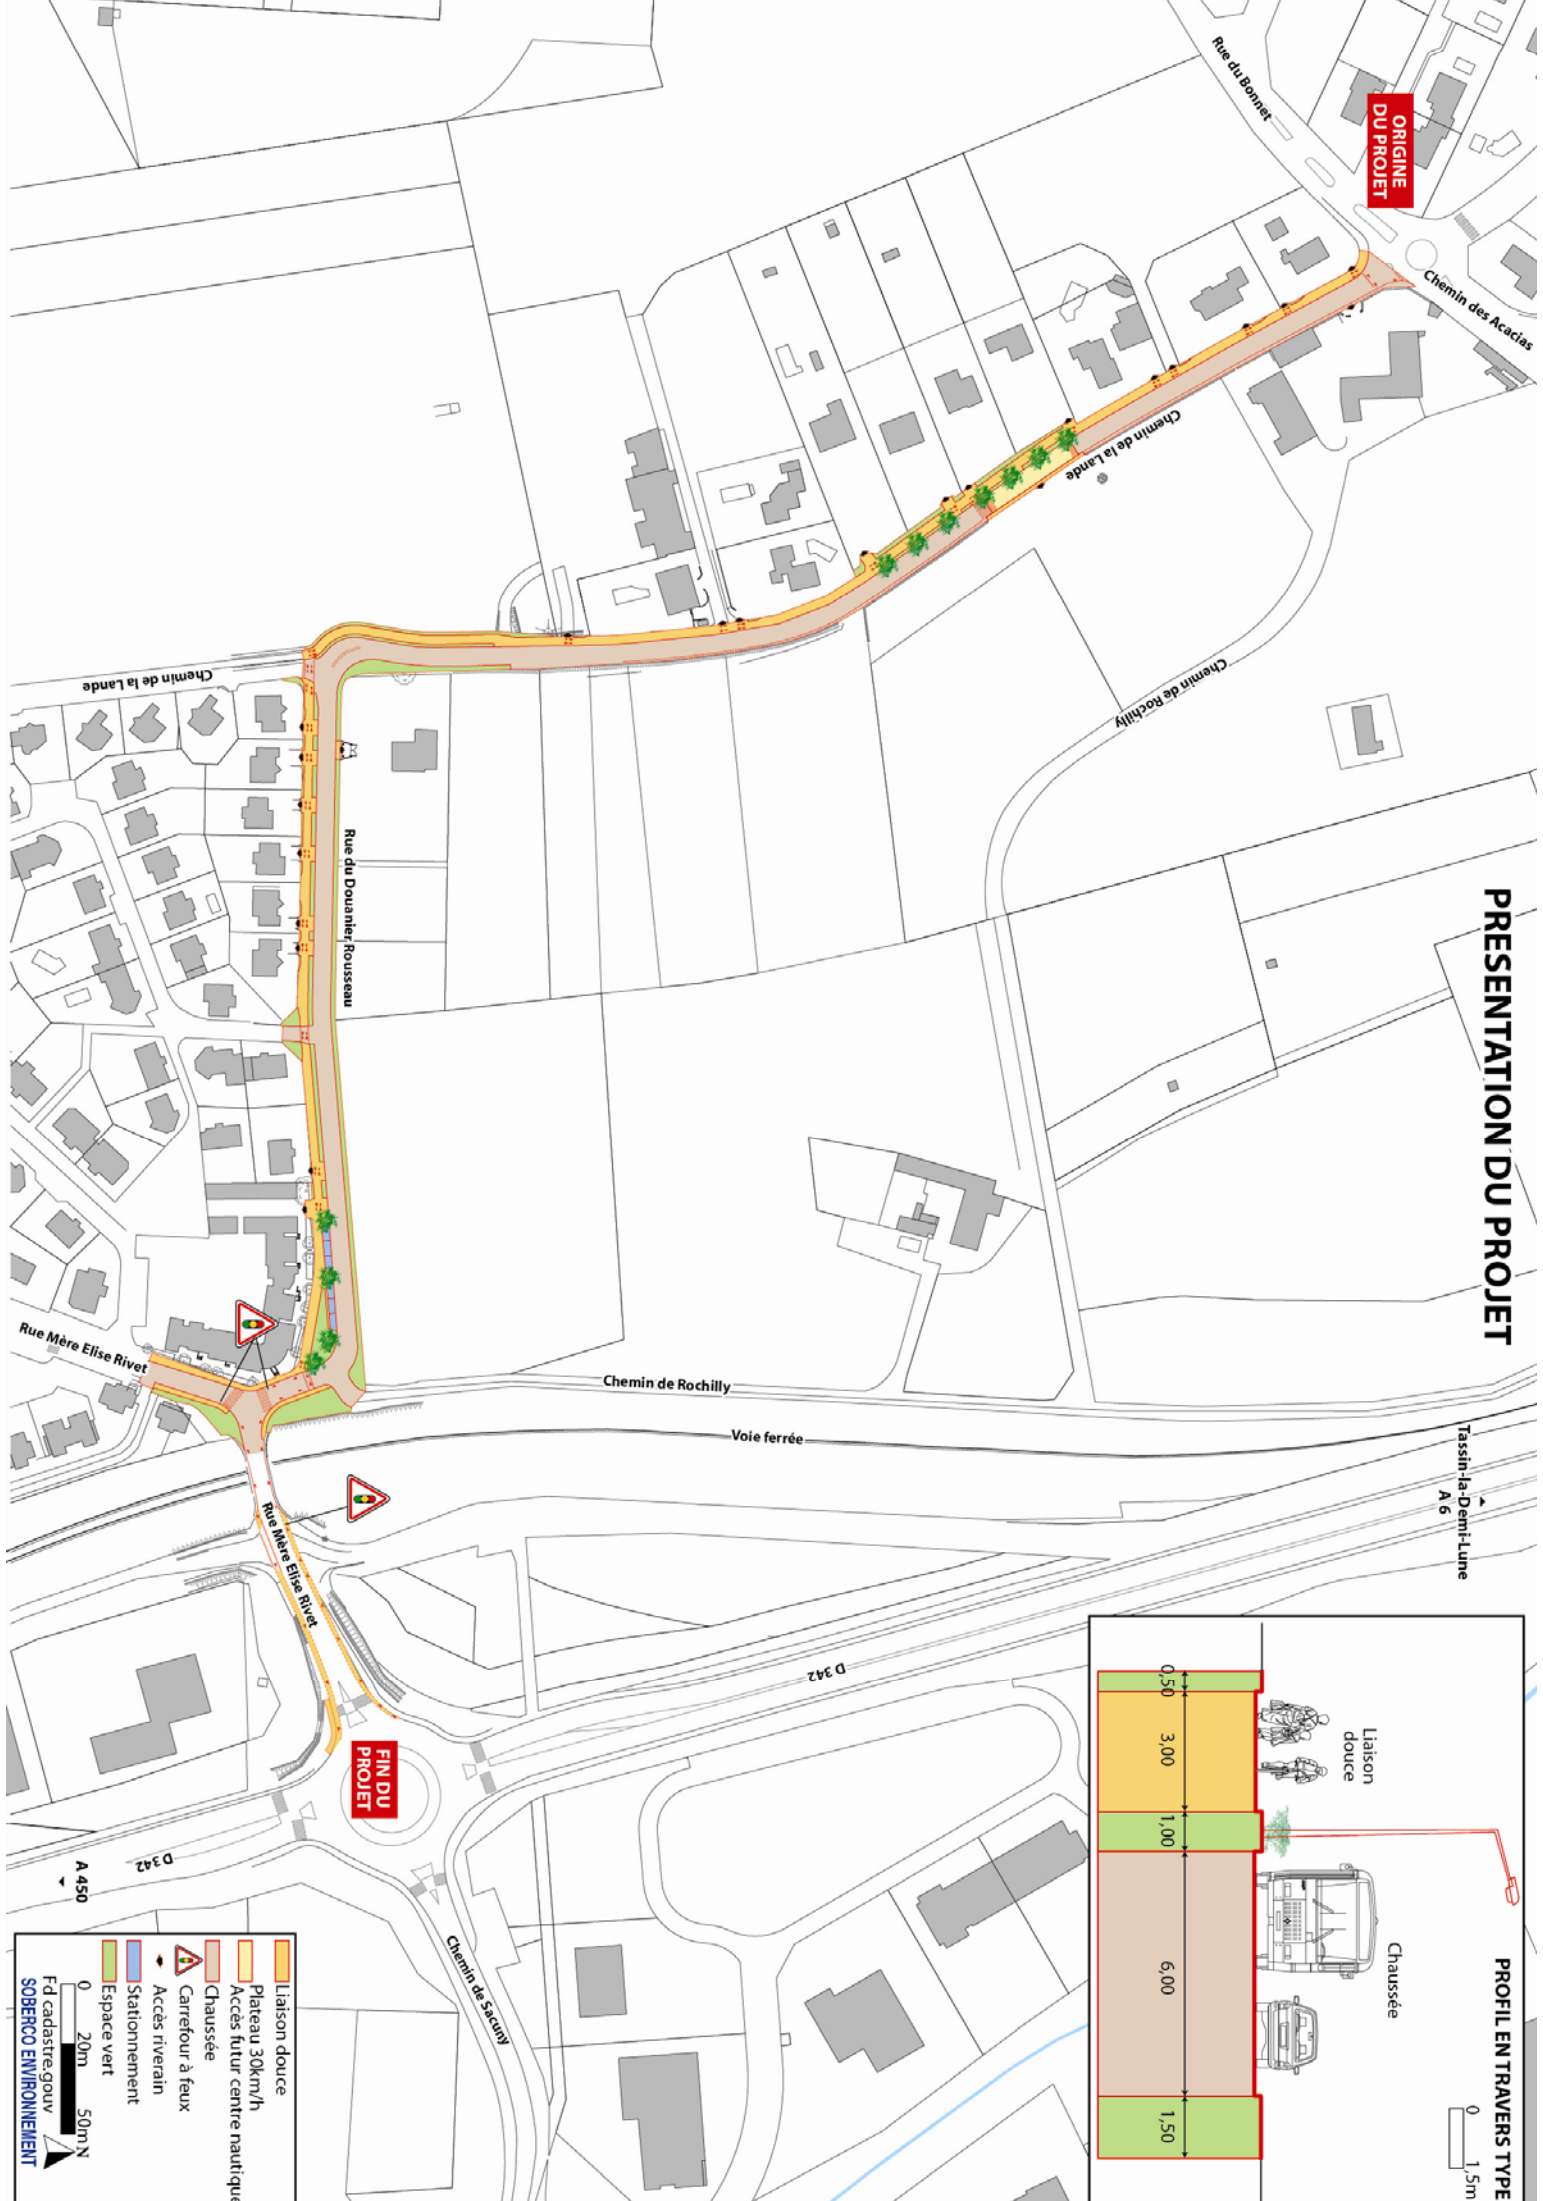 PRESENTATION DU PROJET
ORIGINE
DU PROJET
Rue du Bonnet
Chemin des Acacias
Chemin de la Lande
Chemin de Rochilly
Chemin de la Lande
Rue du Douanier Rousseau
Rue Mère Elise Rivet
Chemin de Rochilly
Voie ferrée
Tassin-la-Demi-Lune
A 6
Rue Mère Elise Rivet
D 342
FIN DU
PROJET
D 342
A 450
Chemin de Sacuny
PROFIL EN TRAVERS TYPE
0 1,5m
Liaison
douce
Chaussée
0,50
3,00
1,00
6,00
1,50
Liaison douce
Plateau 30km/h
Accès futur centre nautique
Chaussée
Carrefour à feux
Accès riverain
Stationnement
Espace vert
0 20m 50m N
Fd cadastre.gouv
SOBERCO ENVIRONNEMENT